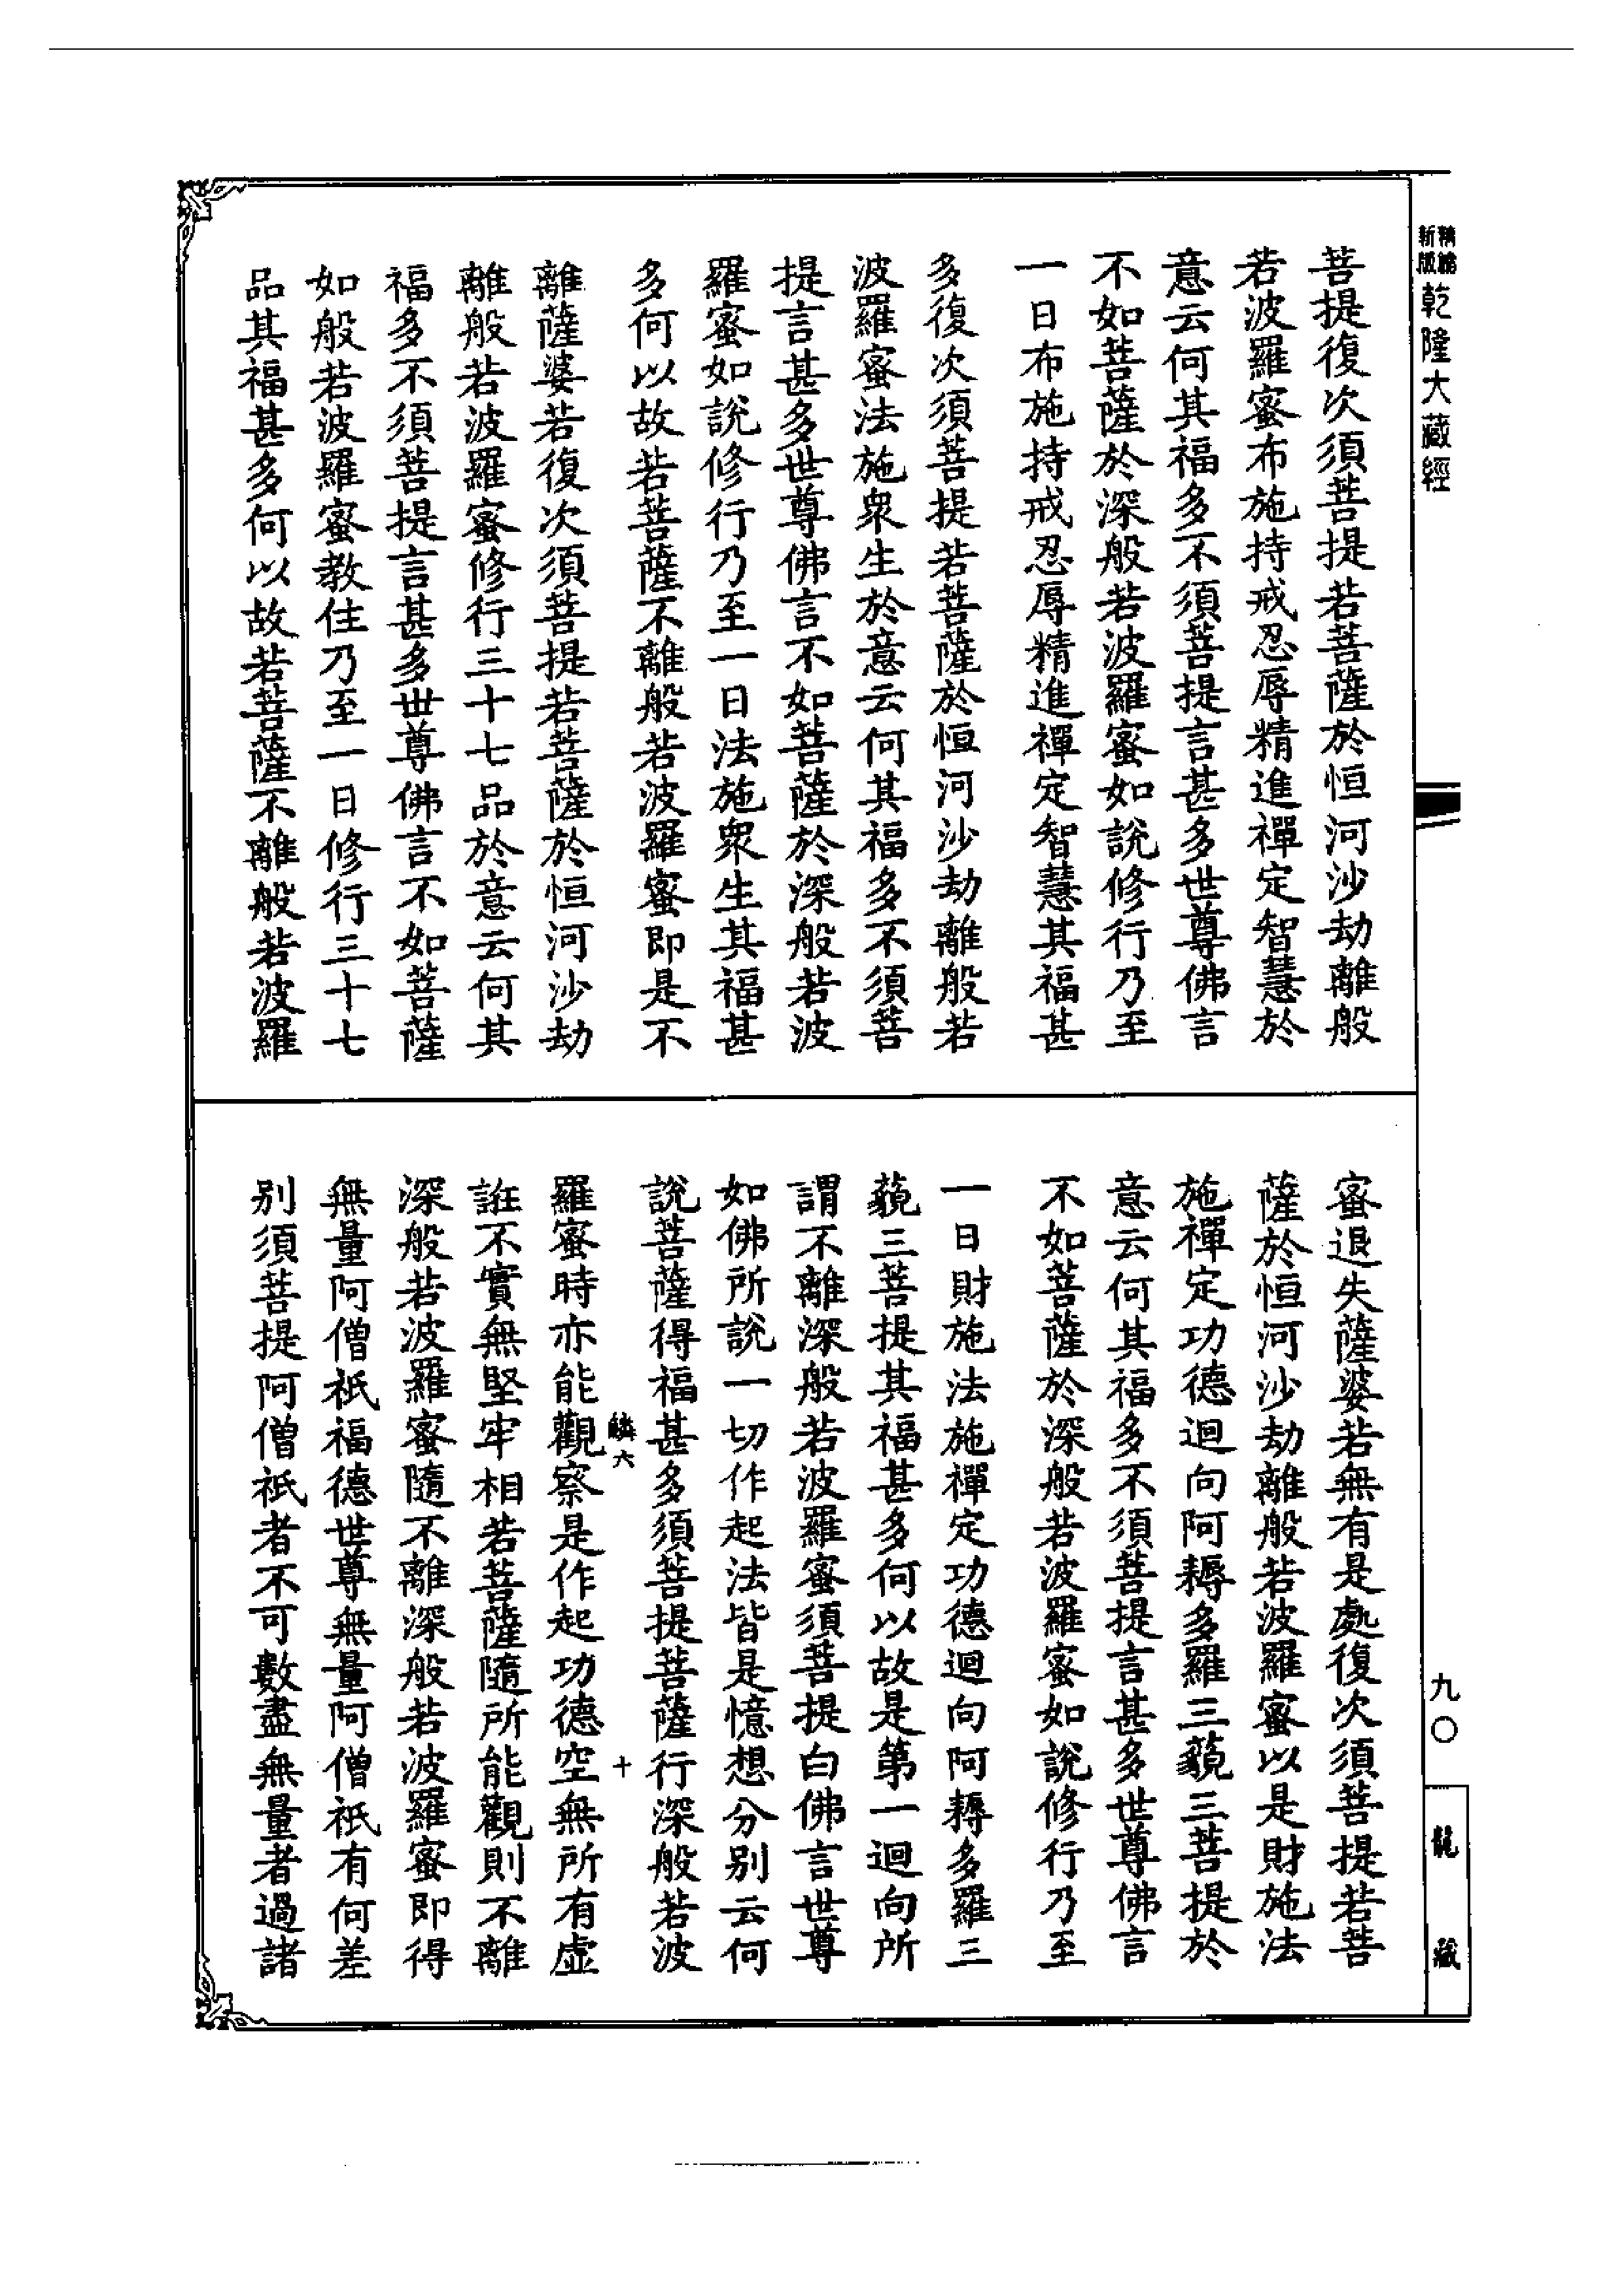 新版精縮乾隆大藏經
菩提復次須菩提若菩薩於恒河沙劫離般
若波羅蜜布施持戒忍辱精進禪定智慧於
意云何其福多不須菩提言甚多世尊佛言
不如菩薩於深般若波羅蜜如說修行乃至
一日布施持戒忍辱精進禪定智慧其福甚
多復次須菩提若菩薩於恒河沙劫離般若
波羅蜜法施衆生於意云何其福多不須菩
提言甚多世尊佛言不如菩薩於深般若波
羅蜜如說修行乃至一日法施衆生其福甚
多何以故若菩薩不離般若波羅蜜即是不
離薩婆若復次須菩提若菩薩於恒河沙劫
離般若波羅蜜修行三十七品於意云何其
福多不須菩提言甚多世尊佛言不如菩薩
如般若波羅蜜教住乃至一日修行三十七
品其福甚多何以故若菩薩不離般若波羅
蜜退失薩婆若無有是處復次須菩提若菩
薩於恒河沙劫離般若波羅蜜以是財施法
施禪定功德迴向阿耨多羅三藐三菩提於
意云何其福多不須菩提言甚多世尊佛言
不如菩薩於深般若波羅蜜如說修行乃至
一日財施法施禪定功德迴向阿耨多羅三
藐三菩提其福甚多何以故是第一迴向所
謂不離深般若波羅蜜須菩提白佛言世尊
如佛所說一切作起法皆是憶想分別云何
說菩薩得福甚多須菩提菩薩行深般若波
麟六 十
羅蜜時亦能觀察是作起功德空無所有虛
誑不實無堅牢相若菩薩隨所能觀則不離
深般若波羅蜜隨不離深般若波羅蜜即得
無量阿僧祇福德世尊無量阿僧祇有何差
別須菩提阿僧祇者不可數盡無量者過諸
九〇
龍藏